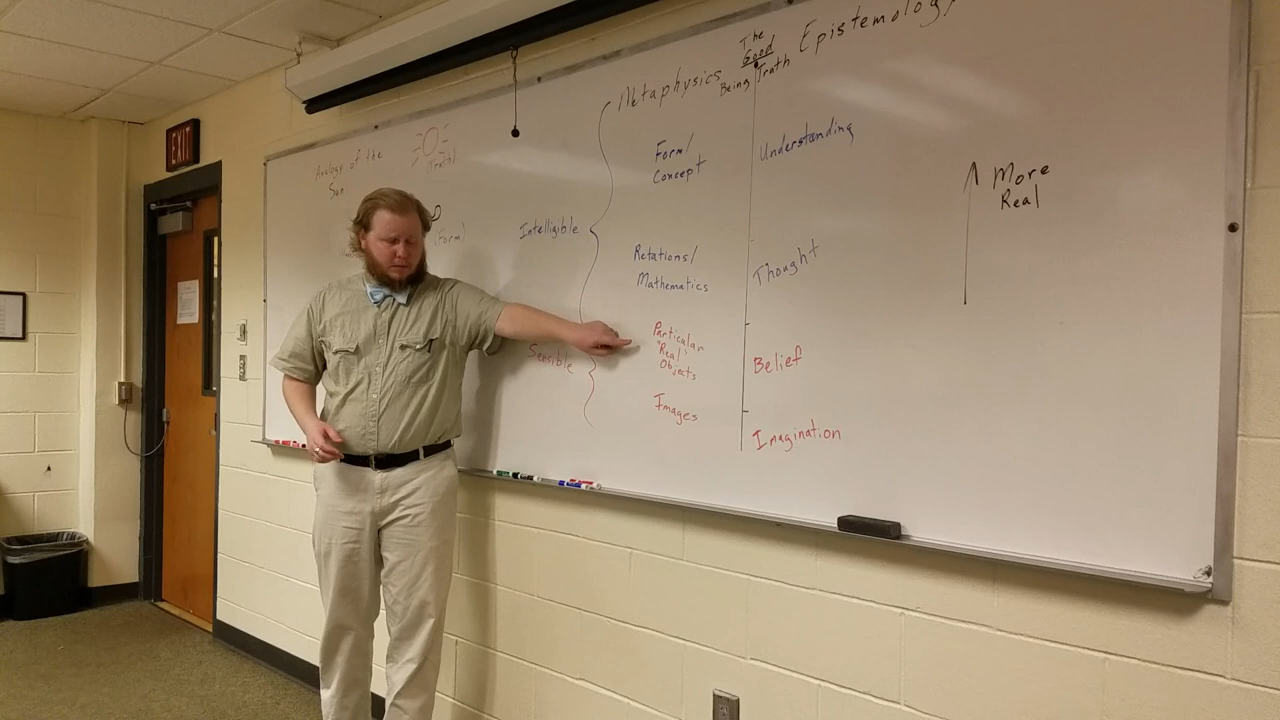 EXIT
Analogy of the
Sun
(Truth)
(Form)
The
Good
Being
Truth
Metaphysics
Epistemology
Intelligible
Form/
Concept
Understanding
Relations/
Mathematics
Thought
Sensible
Particular
"Real"
Objects
Belief
Images
Imagination
More
Real